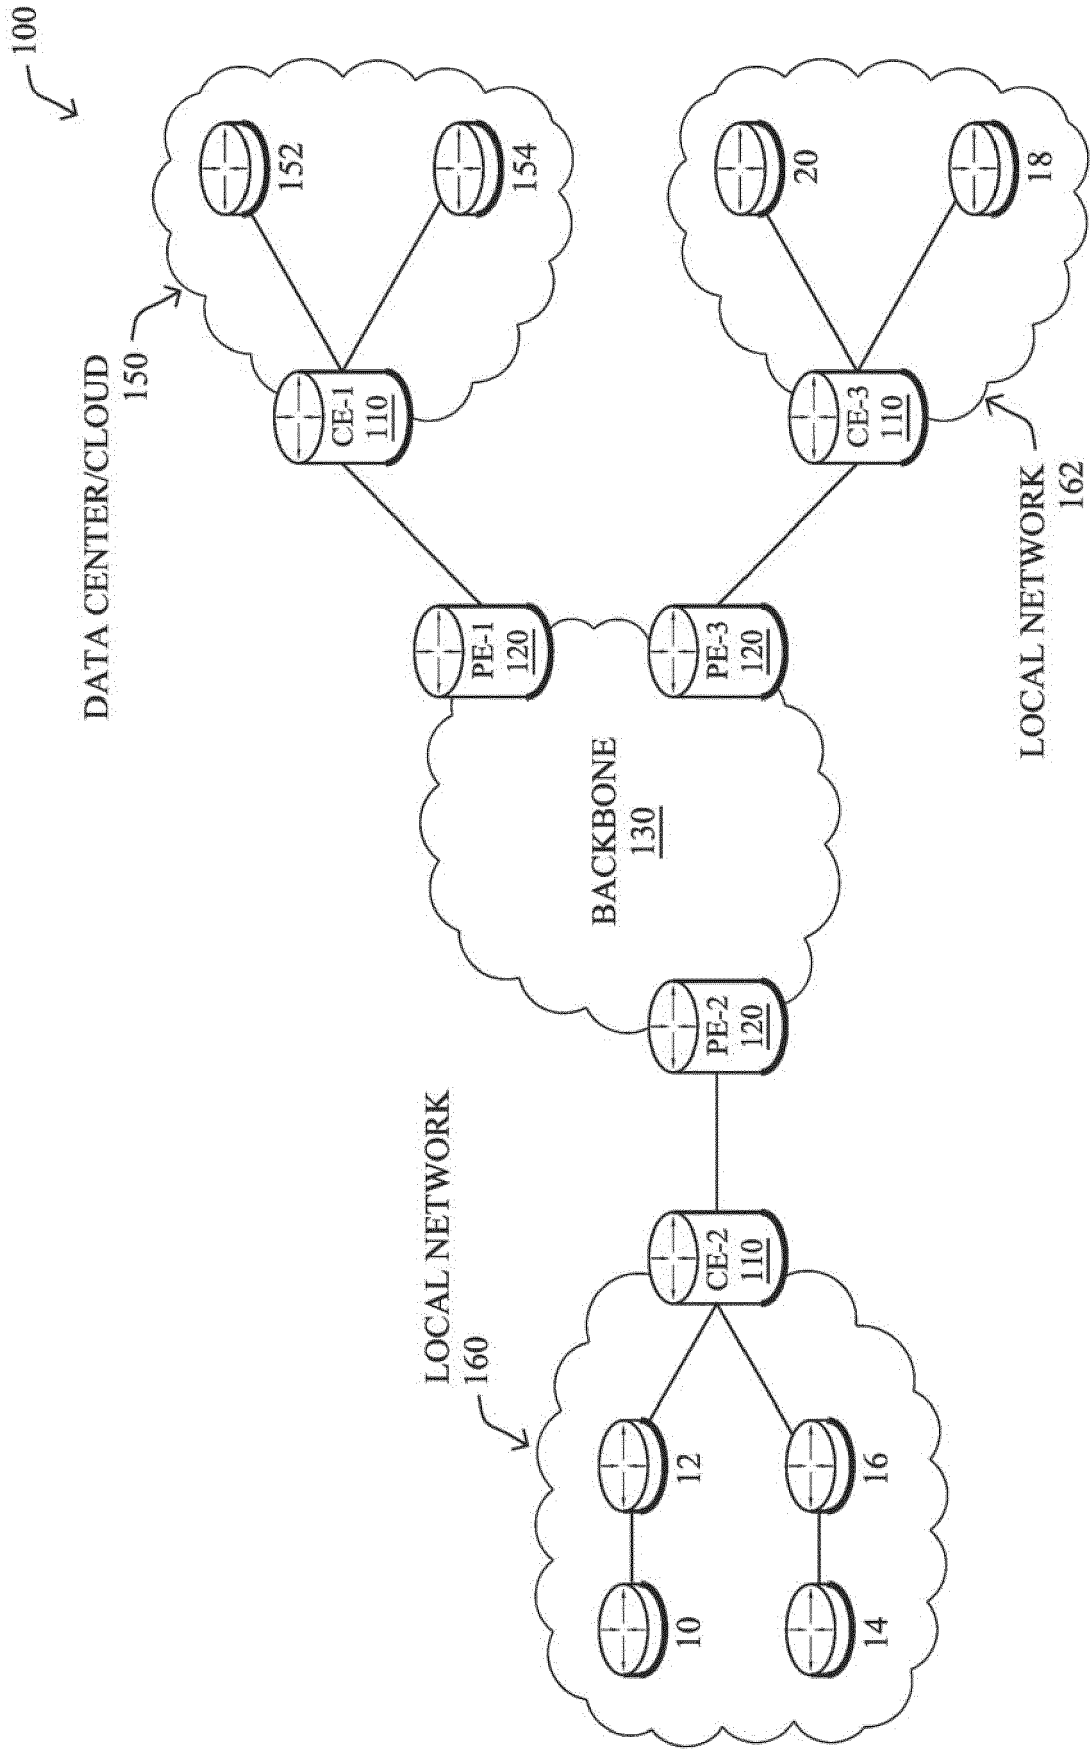 100
DATA CENTER/CLOUD
150
152
154
CE-1
110
PE-1
120
LOCAL NETWORK
160
BACKBONE
130
10
12
14
16
CE-2
110
PE-2
120
PE-3
120
CE-3
110
20
18
LOCAL NETWORK
162